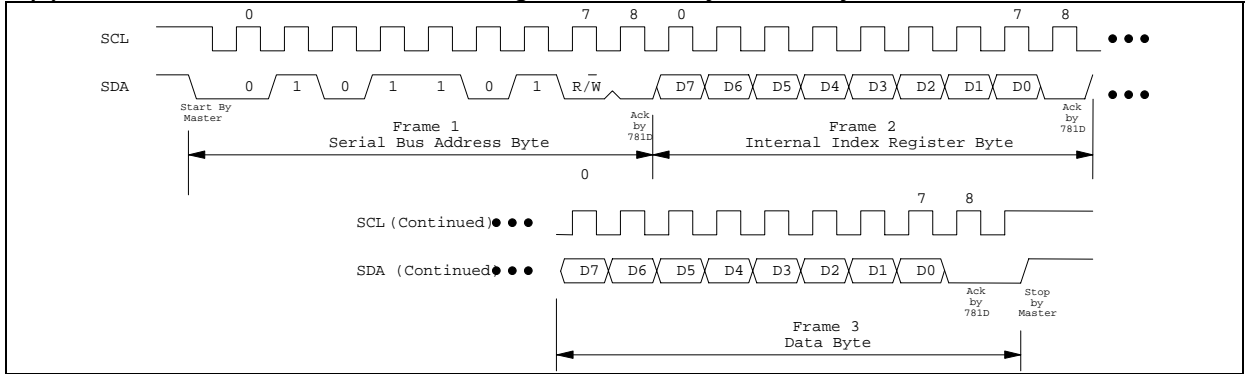 0 7 8 0 7 8
SCL
SDA 0 1 0 1 1 0 1 R/W D7 D6 D5 D4 D3 D2 D1 D0
Start By
Master
Ack
by
781D
Ack
by
781D
Frame 1
Serial Bus Address Byte
Frame 2
Internal Index Register Byte
0 7 8
SCL (Continued)
SDA (Continued) D7 D6 D5 D4 D3 D2 D1 D0
Ack
by
781D
Stop
by
Master
Frame 3
Data Byte